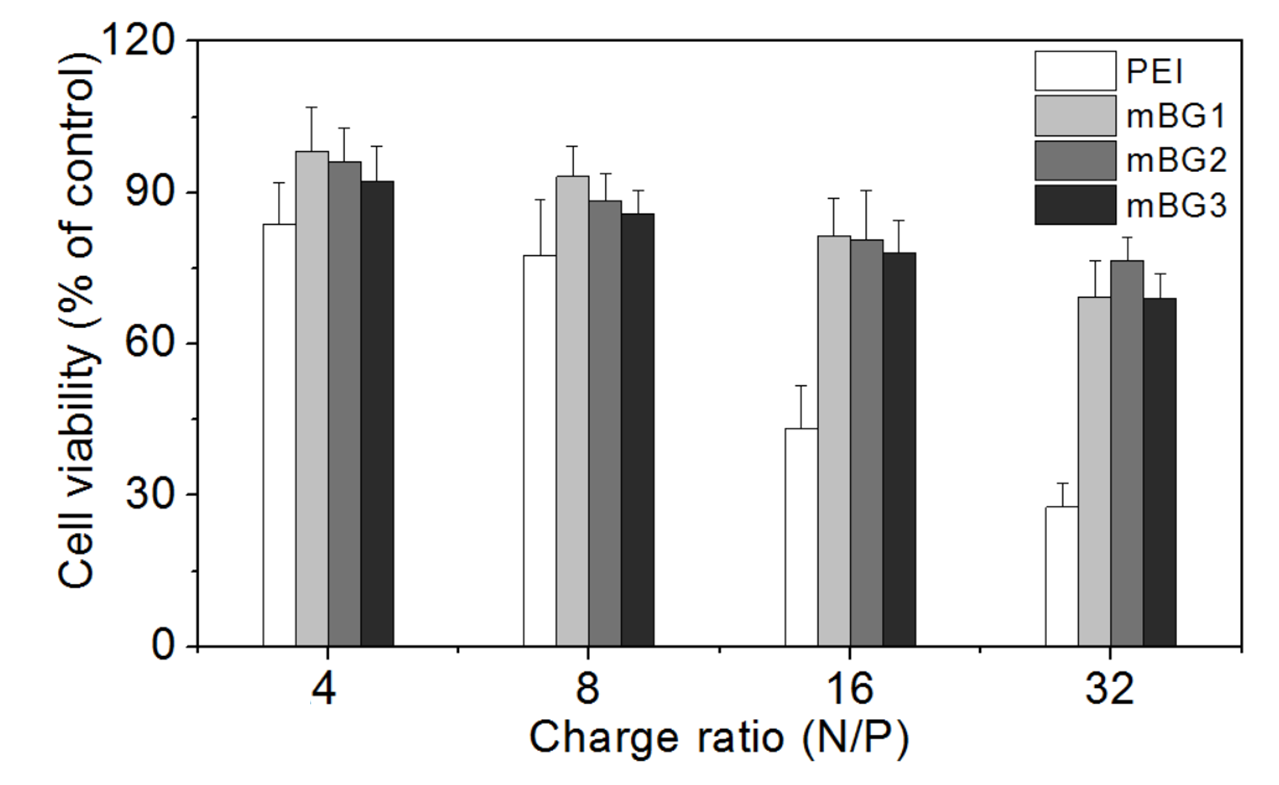 120
90
60
30
0
Cell viability (% of control)
PEI
mBG1
mBG2
mBG3
4 8 16 32
Charge ratio (N/P)